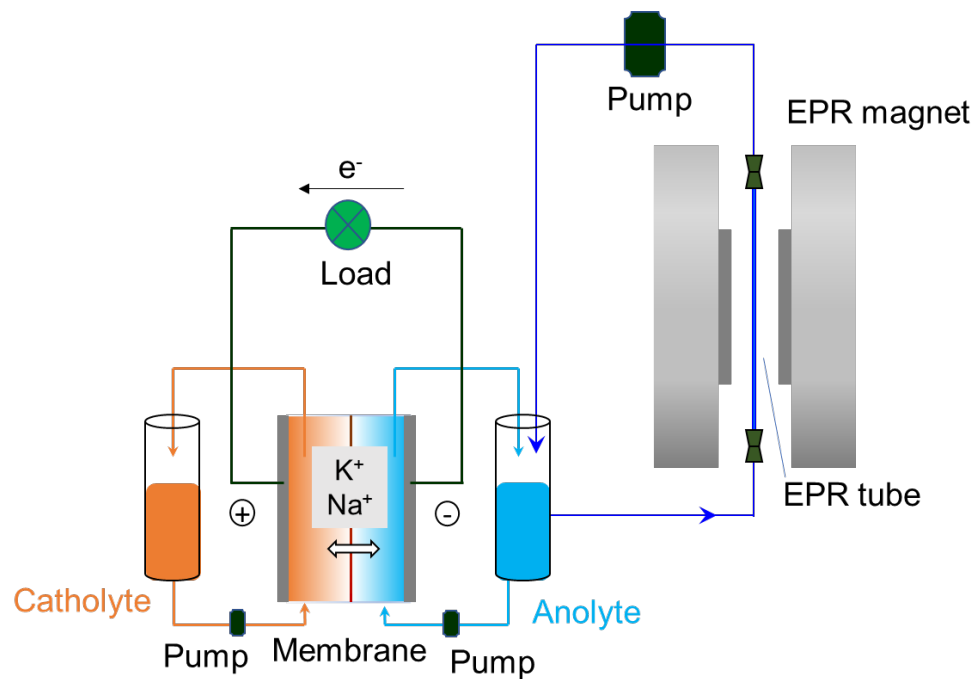 Pump
EPR magnet
e⁻
Load
K⁺
Na⁺
+
-
EPR tube
Catholyte
Anolyte
Pump
Membrane
Pump